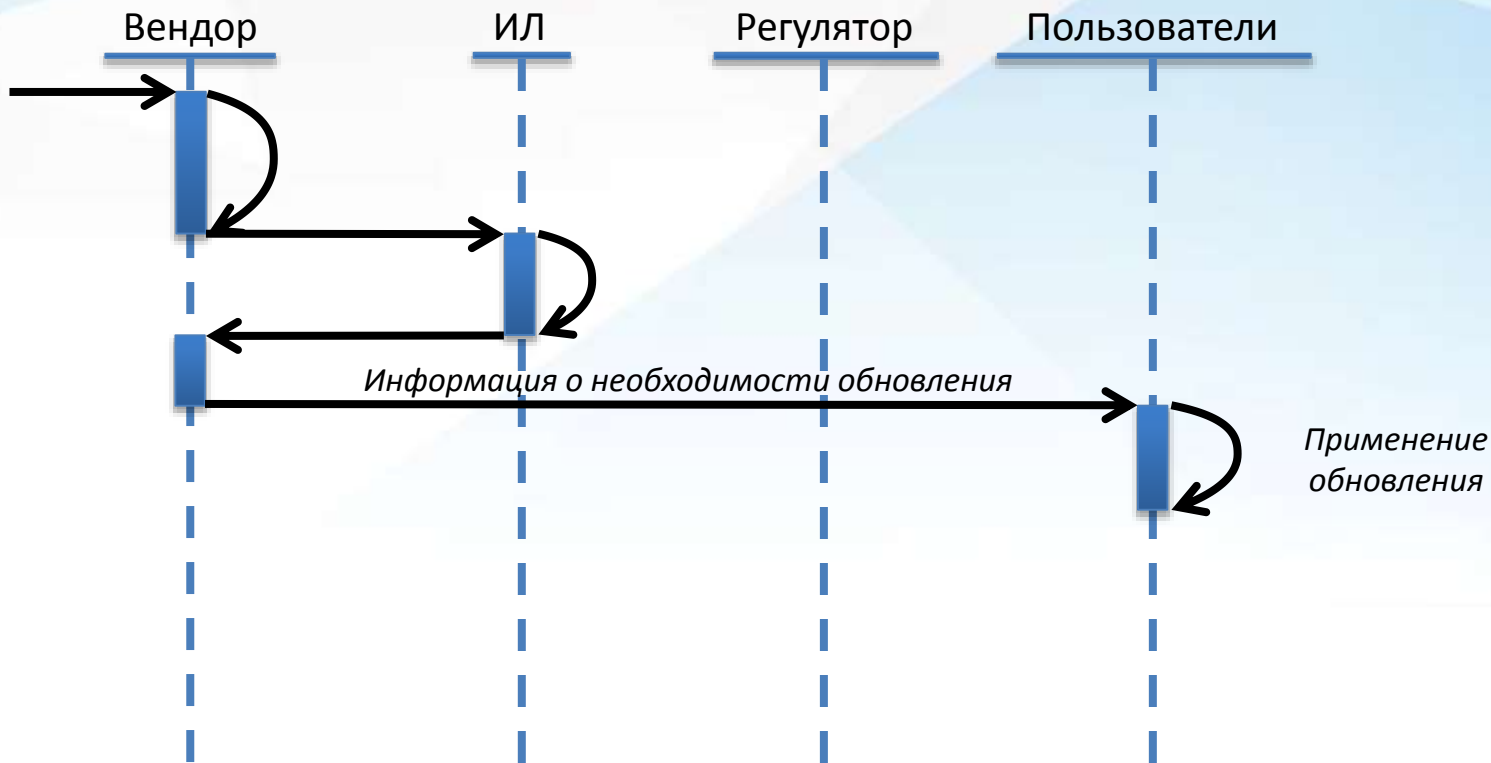 Вендор
ИЛ
Регулятор
Пользователи
Информация о необходимости обновления
Применение
обновления